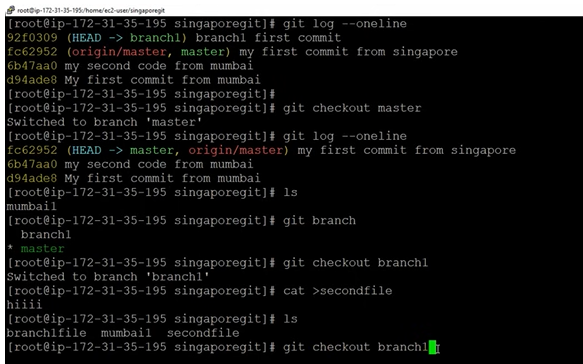 root@ip-172-31-35-195:/home/ec2-user/singaporegit
[root@ip-172-31-35-195 singaporegit]# git log --oneline
92f0309 (HEAD -> branch1) branch1 first commit
fc62952 (origin/master, master) my first commit from singapore
6b47aa0 my second code from mumbai
d94ade8 My first commit from mumbai
[root@ip-172-31-35-195 singaporegit]#
[root@ip-172-31-35-195 singaporegit]# git checkout master
Switched to branch 'master'
[root@ip-172-31-35-195 singaporegit]# git log --oneline
fc62952 (HEAD -> master, origin/master) my first commit from singapore
6b47aa0 my second code from mumbai
d94ade8 My first commit from mumbai
[root@ip-172-31-35-195 singaporegit]# ls
mumbai1
[root@ip-172-31-35-195 singaporegit]# git branch
  branch1
* master
[root@ip-172-31-35-195 singaporegit]# git checkout branch1
Switched to branch 'branch1'
[root@ip-172-31-35-195 singaporegit]# cat >secondfile
hiiii
[root@ip-172-31-35-195 singaporegit]# ls
branch1file  mumbai1  secondfile
[root@ip-172-31-35-195 singaporegit]# git checkout branch1